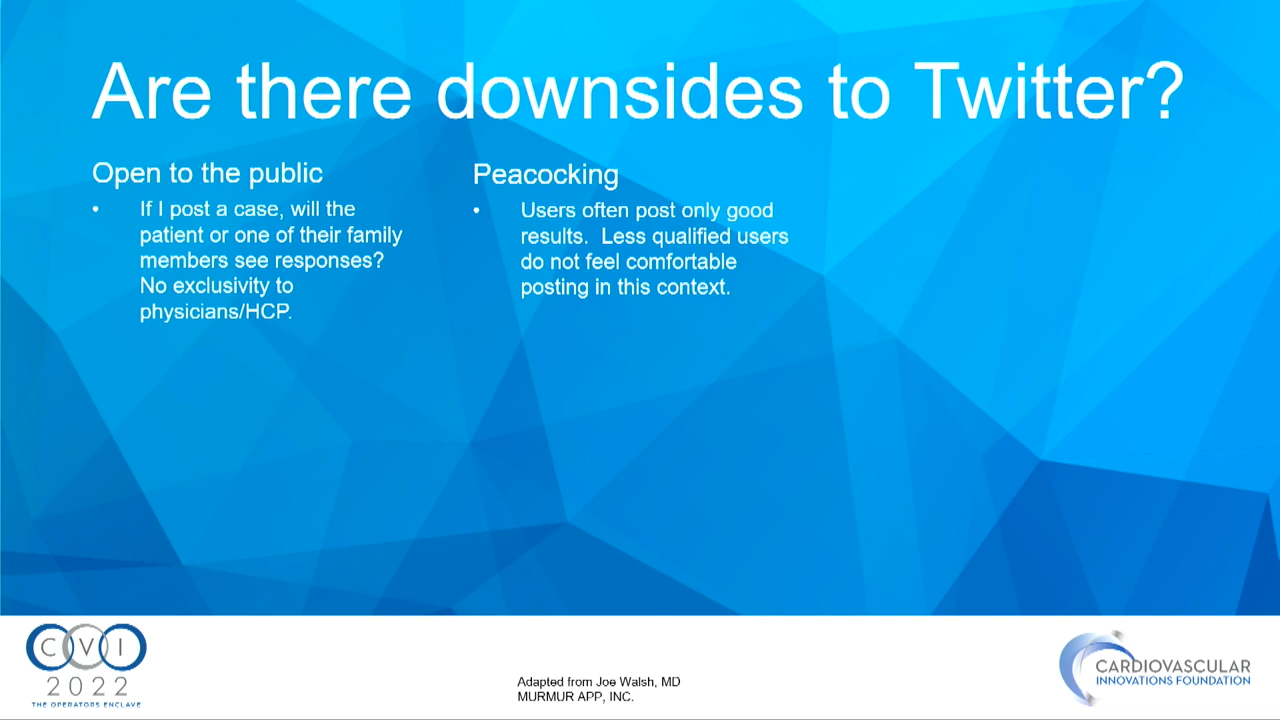 Are there downsides to Twitter?
Open to the public
• If I post a case, will the
patient or one of their family
members see responses?
No exclusivity to
physicians/HCP.
Peacocking
• Users often post only good
results. Less qualified users
do not feel comfortable
posting in this context.
CVI
2022
THE OPERATORS ENCLAVE
Adapted from Joe Walsh, MD
MURMUR APP, INC.
CARDIOVASCULAR
INNOVATIONS FOUNDATION